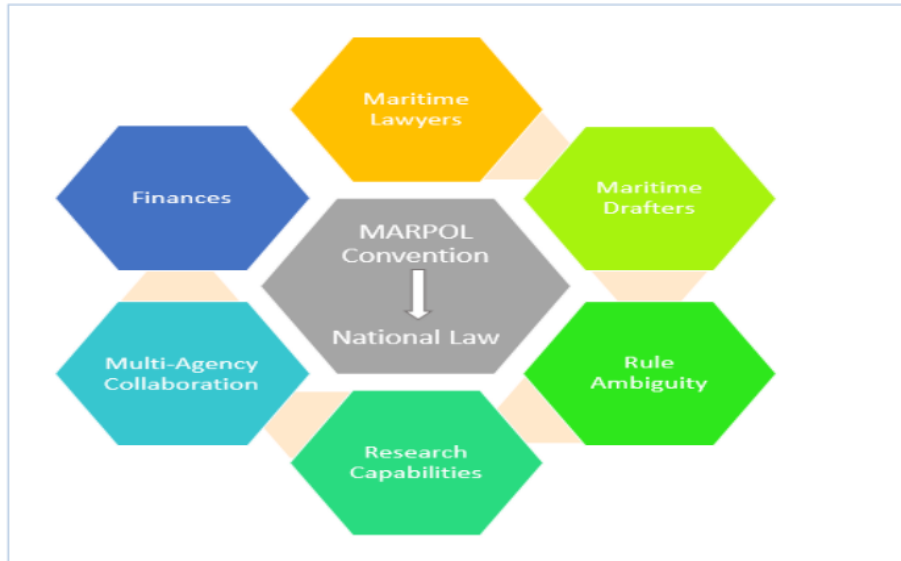 Maritime
Lawyers
Finances
Maritime
Drafters
MARPOL
Convention
National Law
Multi-Agency
Collaboration
Rule
Ambiguity
Research
Capabilities